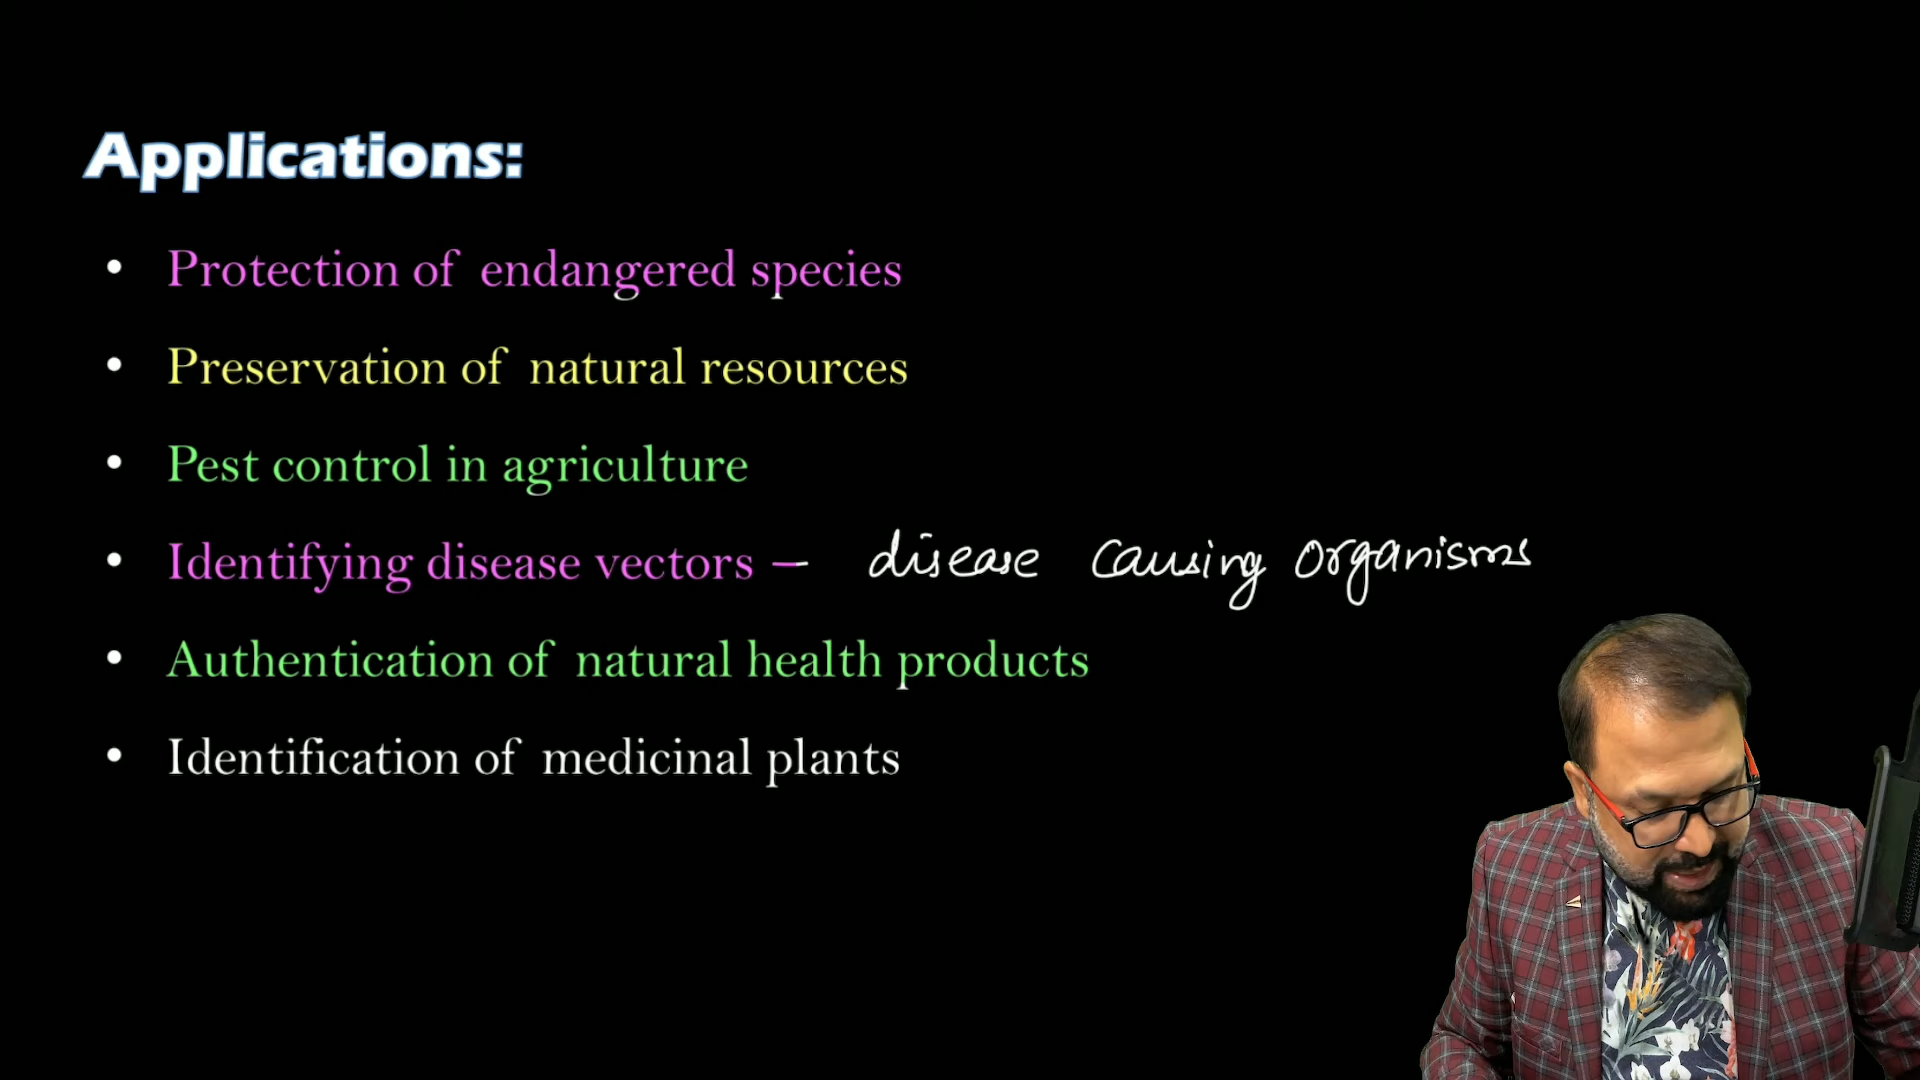 Applications:
• Protection of endangered species
• Preservation of natural resources
• Pest control in agriculture
• Identifying disease vectors — disease causing organisms
• Authentication of natural health products
• Identification of medicinal plants